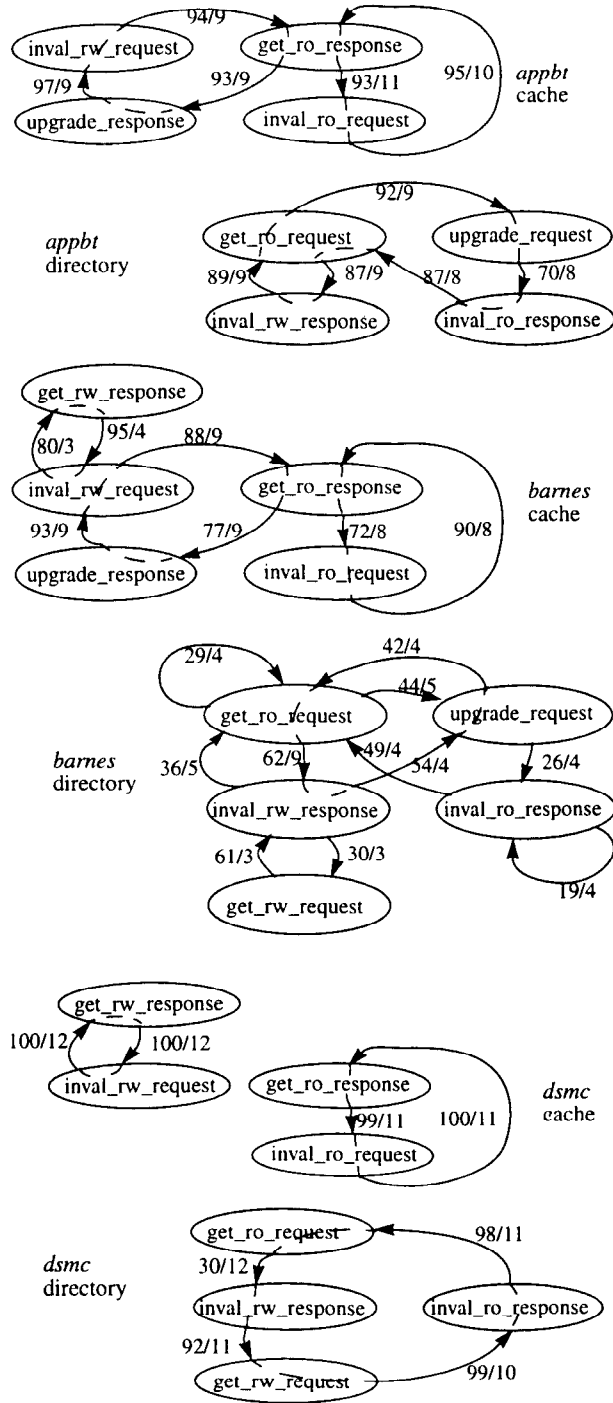 94/9
inval_rw_request
get_ro_response
97/9
93/9
93/11
95/10
appbt
cache
upgrade_response
inval_ro_request
92/9
appbt
directory
get_ro_request
upgrade_request
89/9
87/9
87/8
70/8
inval_rw_response
inval_ro_response
get_rw_response
80/3
95/4
88/9
inval_rw_request
get_ro_response
barnes
cache
93/9
77/9
72/8
90/8
upgrade_response
inval_ro_request
29/4
42/4
44/5
get_ro_request
upgrade_request
barnes
directory
36/5
62/9
49/4
54/4
26/4
inval_rw_response
inval_ro_response
61/3
30/3
19/4
get_rw_request
get_rw_response
100/12
100/12
inval_rw_request
get_ro_response
dsmc
cache
99/11
100/11
inval_ro_request
get_ro_request
98/11
dsmc
directory
30/12
inval_rw_response
inval_ro_response
92/11
get_rw_request
99/10